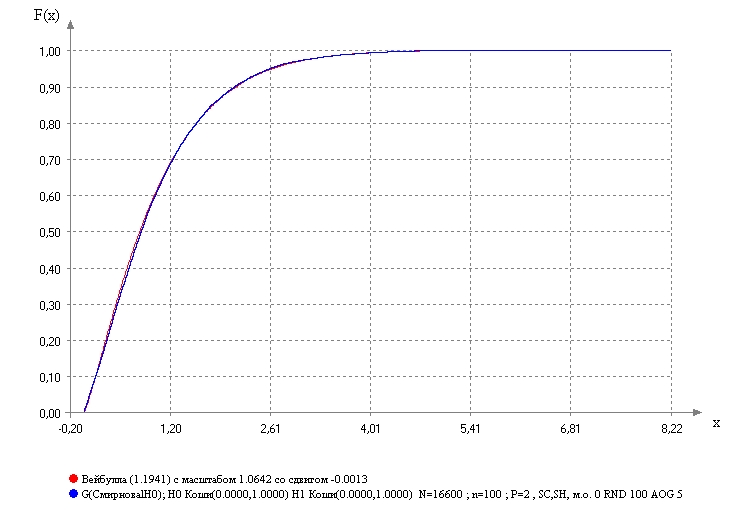 F(x)
1,00
0,90
0,80
0,70
0,60
0,50
0,40
0,30
0,20
0,10
0,00
-0,20 1,20 2,61 4,01 5,41 6,81 8,22 x
Вейбулла (1.1941) с масштабом 1.0642 со сдвигом -0.0013
G(Смирнова|H0); H0 Коши(0.0000,1.0000) H1 Коши(0.0000,1.0000) N=16600 ; n=100 ; P=2 , SC,SH, м.о. 0 RND 100 AOG 5